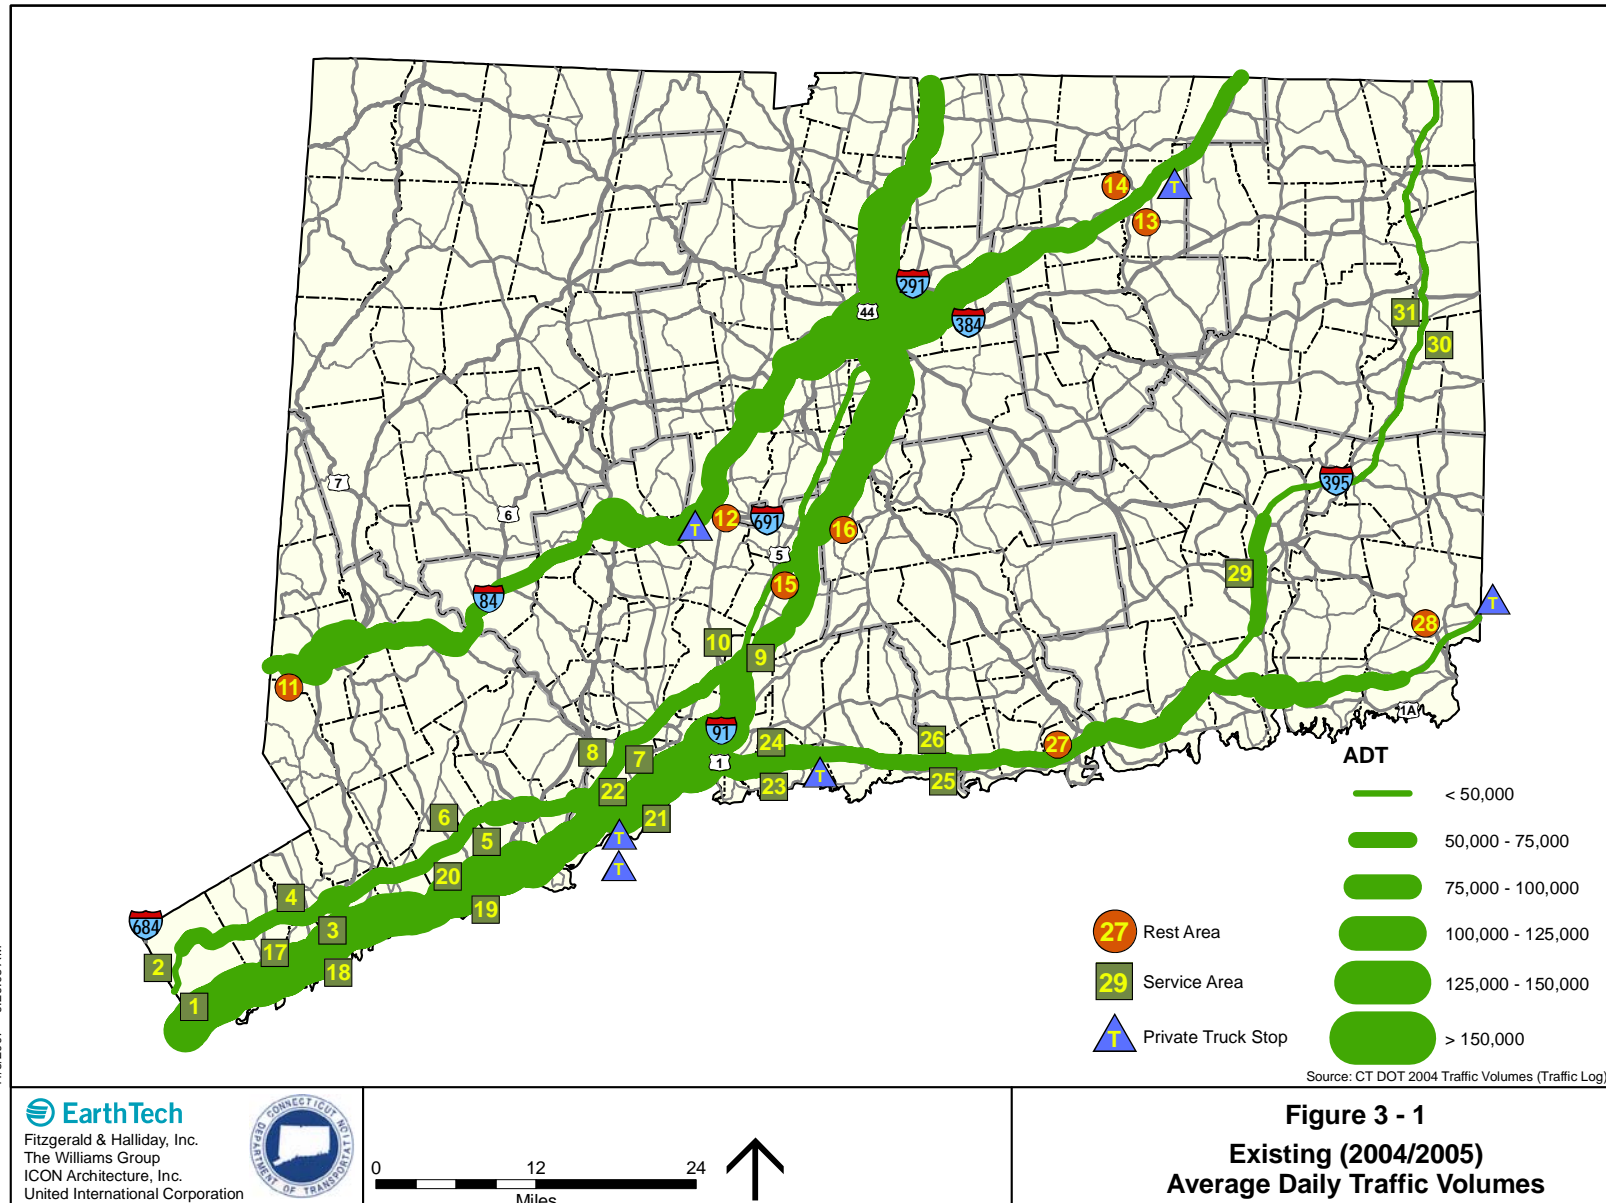 14
T
13
291
44
384
31
30
7
6
12
691
T
16
5
15
395
29
84
28
T
10
9
11
91
24
26
27
1A
8
7
1
22
23
T
25
21
6
5
T
T
20
19
4
3
684
17
18
2
1
ADT
< 50,000
50,000 - 75,000
75,000 - 100,000
100,000 - 125,000
125,000 - 150,000
> 150,000
27 Rest Area
29 Service Area
T Private Truck Stop
Source: CT DOT 2004 Traffic Volumes (Traffic Log)
EarthTech
Fitzgerald & Halliday, Inc.
The Williams Group
ICON Architecture, Inc.
United International Corporation
CONNECTICUT
DEPARTMENT OF TRANSPORTATION
0 12 24
Miles
Figure 3 - 1
Existing (2004/2005)
Average Daily Traffic Volumes